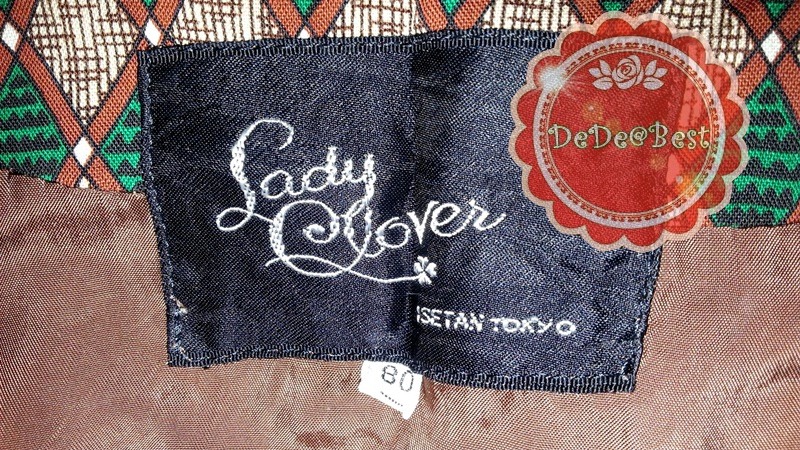 DeDe@Best
Lady
Clover
ISETAN TOKYO
80